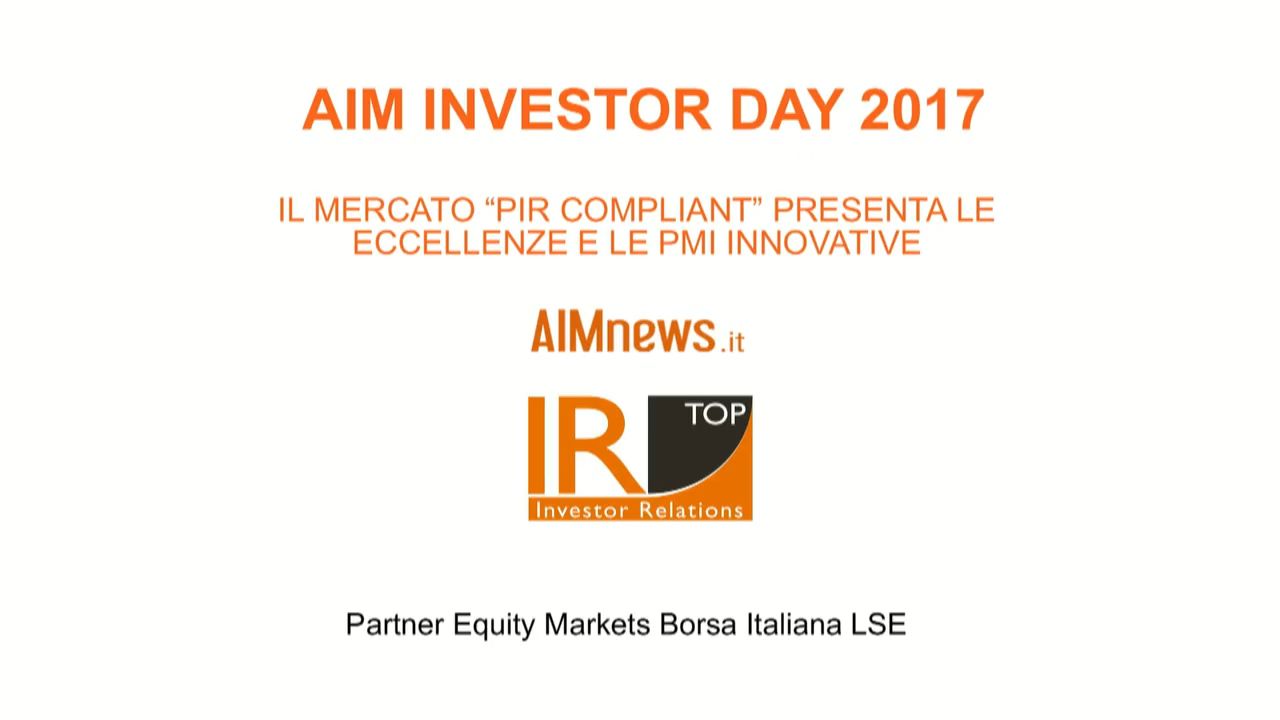 AIM INVESTOR DAY 2017
IL MERCATO “PIR COMPLIANT” PRESENTA LE
ECCELLENZE E LE PMI INNOVATIVE
AIMnews.it
IR TOP
Investor Relations
Partner Equity Markets Borsa Italiana LSE